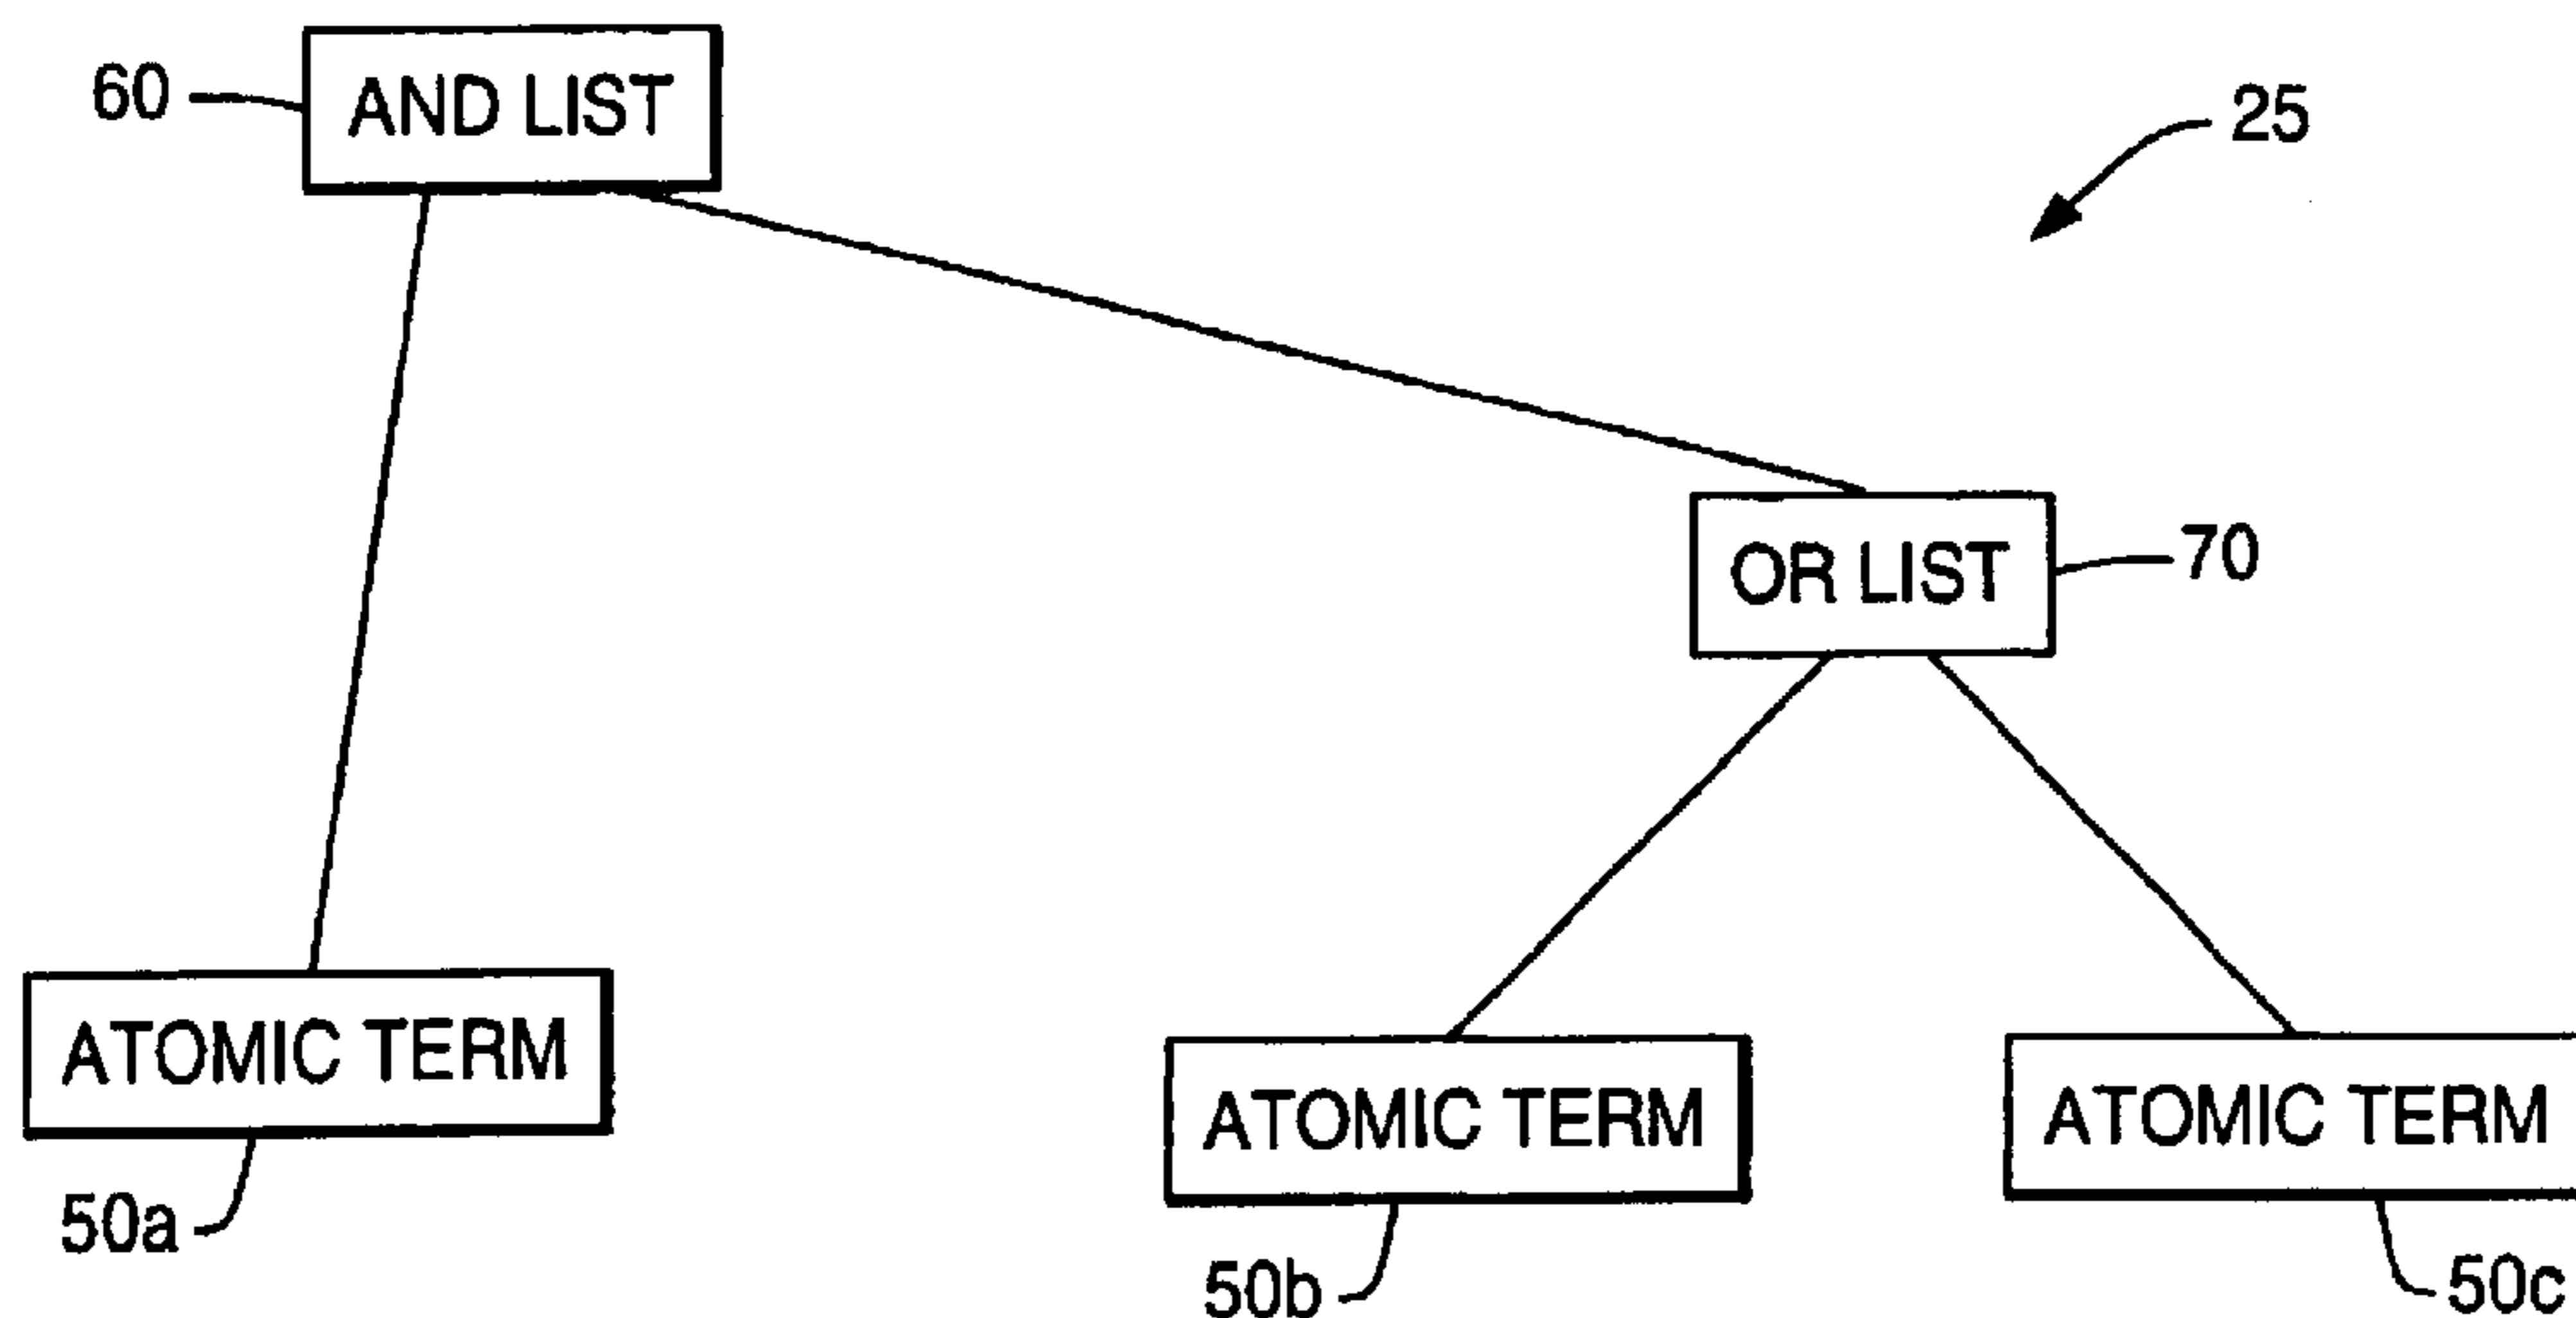 60
AND LIST
25
OR LIST
70
ATOMIC TERM
ATOMIC TERM
ATOMIC TERM
50a
50b
50c